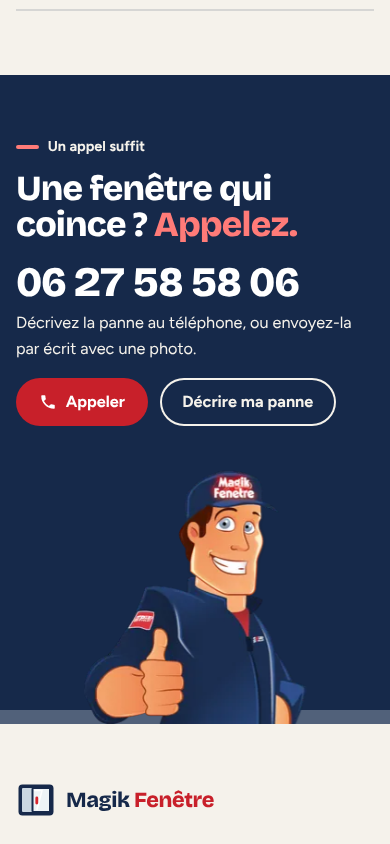 Un appel suffit
Une fenêtre qui
coince ? Appelez.
06 27 58 58 06
Décrivez la panne au téléphone, ou envoyez-la
par écrit avec une photo.
Appeler
Décrire ma panne
Magik
Fenêtre
Magik Fenêtre